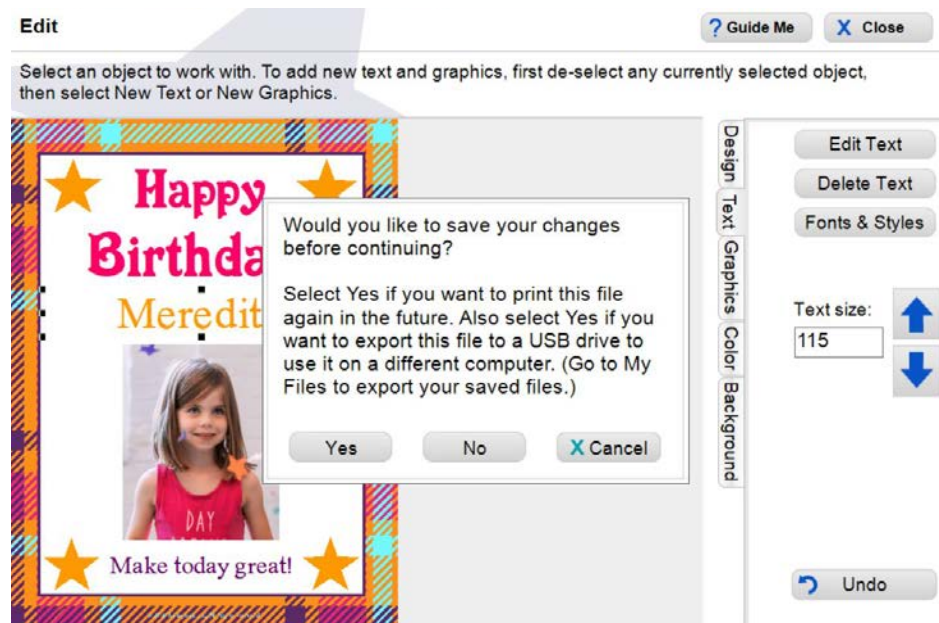 Edit
? Guide Me
X Close
Select an object to work with. To add new text and graphics, first de-select any currently selected object,
then select New Text or New Graphics.
Happy
Birthda
Meredit
DAY
Make today great!
Would you like to save your changes
before continuing?
Select Yes if you want to print this file
again in the future. Also select Yes if you
want to export this file to a USB drive to
use it on a different computer. (Go to My
Files to export your saved files.)
Yes
No
X Cancel
Design
Text
Graphics
Color
Background
Edit Text
Delete Text
Fonts & Styles
Text size:
115
Undo